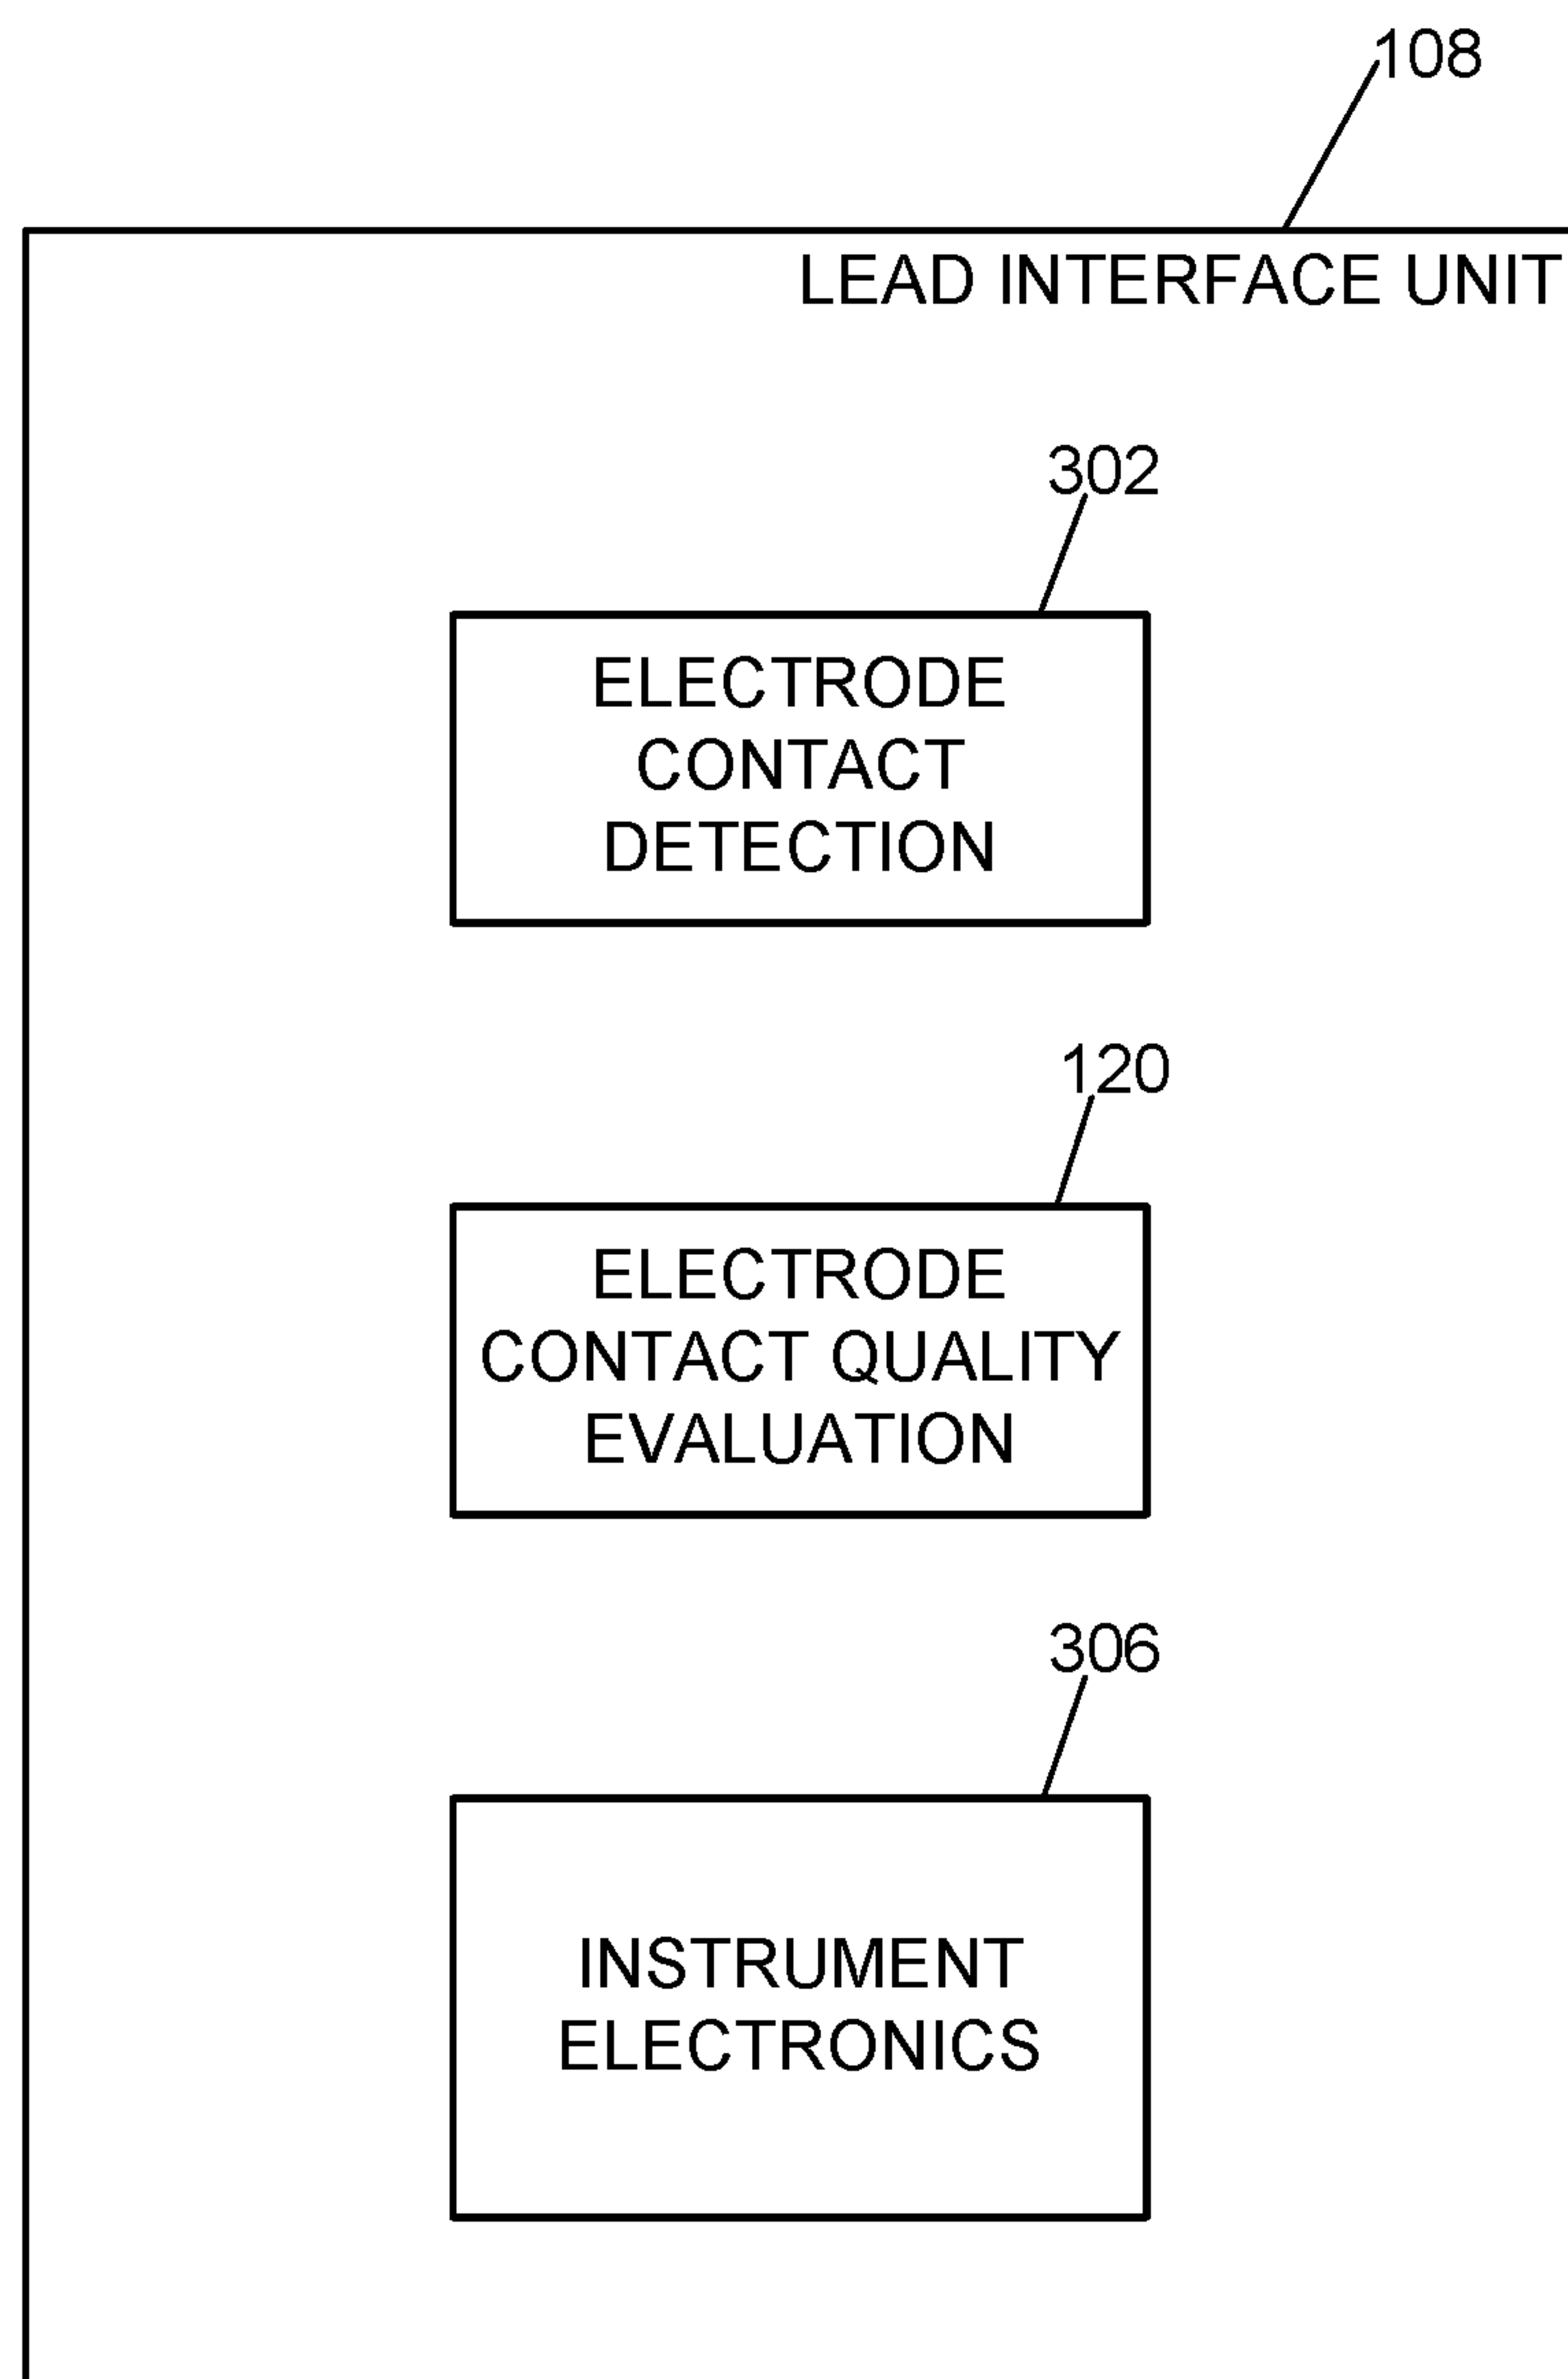 108
LEAD INTERFACE UNIT
302
ELECTRODE
CONTACT
DETECTION
120
ELECTRODE
CONTACT QUALITY
EVALUATION
306
INSTRUMENT
ELECTRONICS